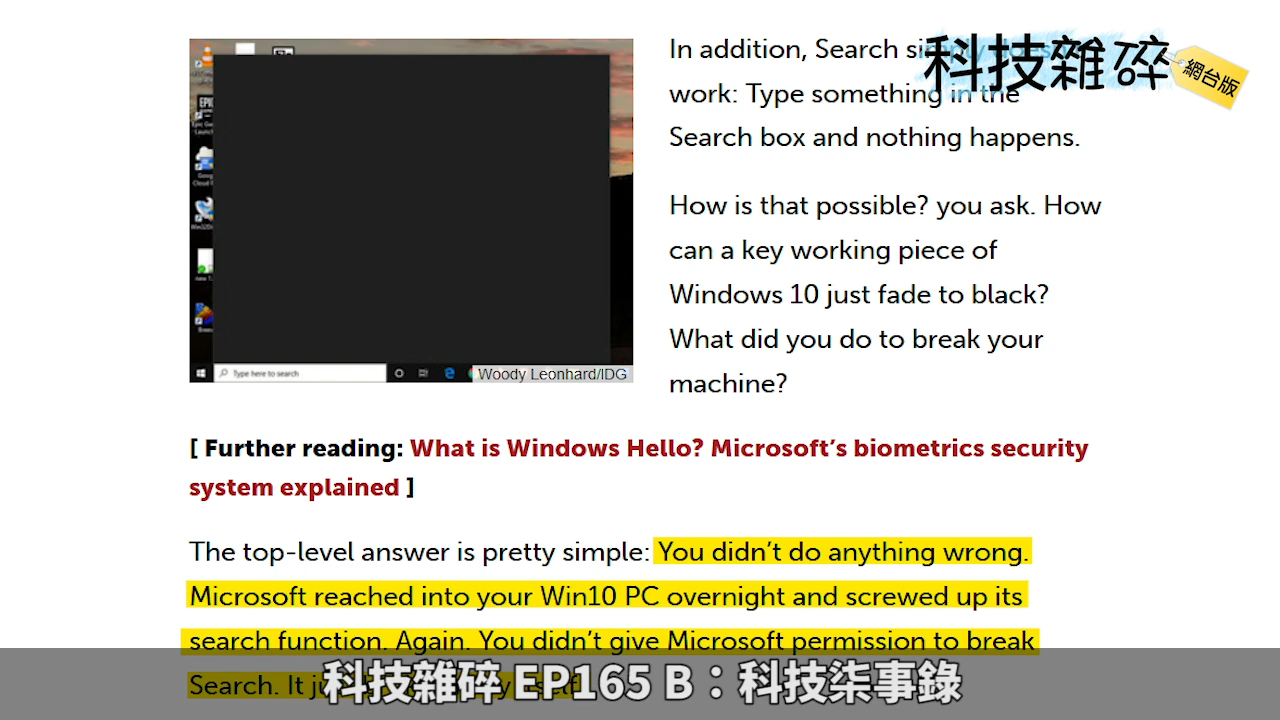 In addition, Search
work: Type something in the
Search box and nothing happens.
How is that possible? you ask. How
can a key working piece of
Windows 10 just fade to black?
What did you do to break your
machine?
科技雜碎
網台版
Type here to search
Woody Leonhard/IDG
[ Further reading: What is Windows Hello? Microsoft’s biometrics security
system explained ]
The top-level answer is pretty simple: You didn’t do anything wrong.
Microsoft reached into your Win10 PC overnight and screwed up its
search function. Again. You didn’t give Microsoft permission to break
Search. It
科技雜碎 EP165 B：科技柒事錄